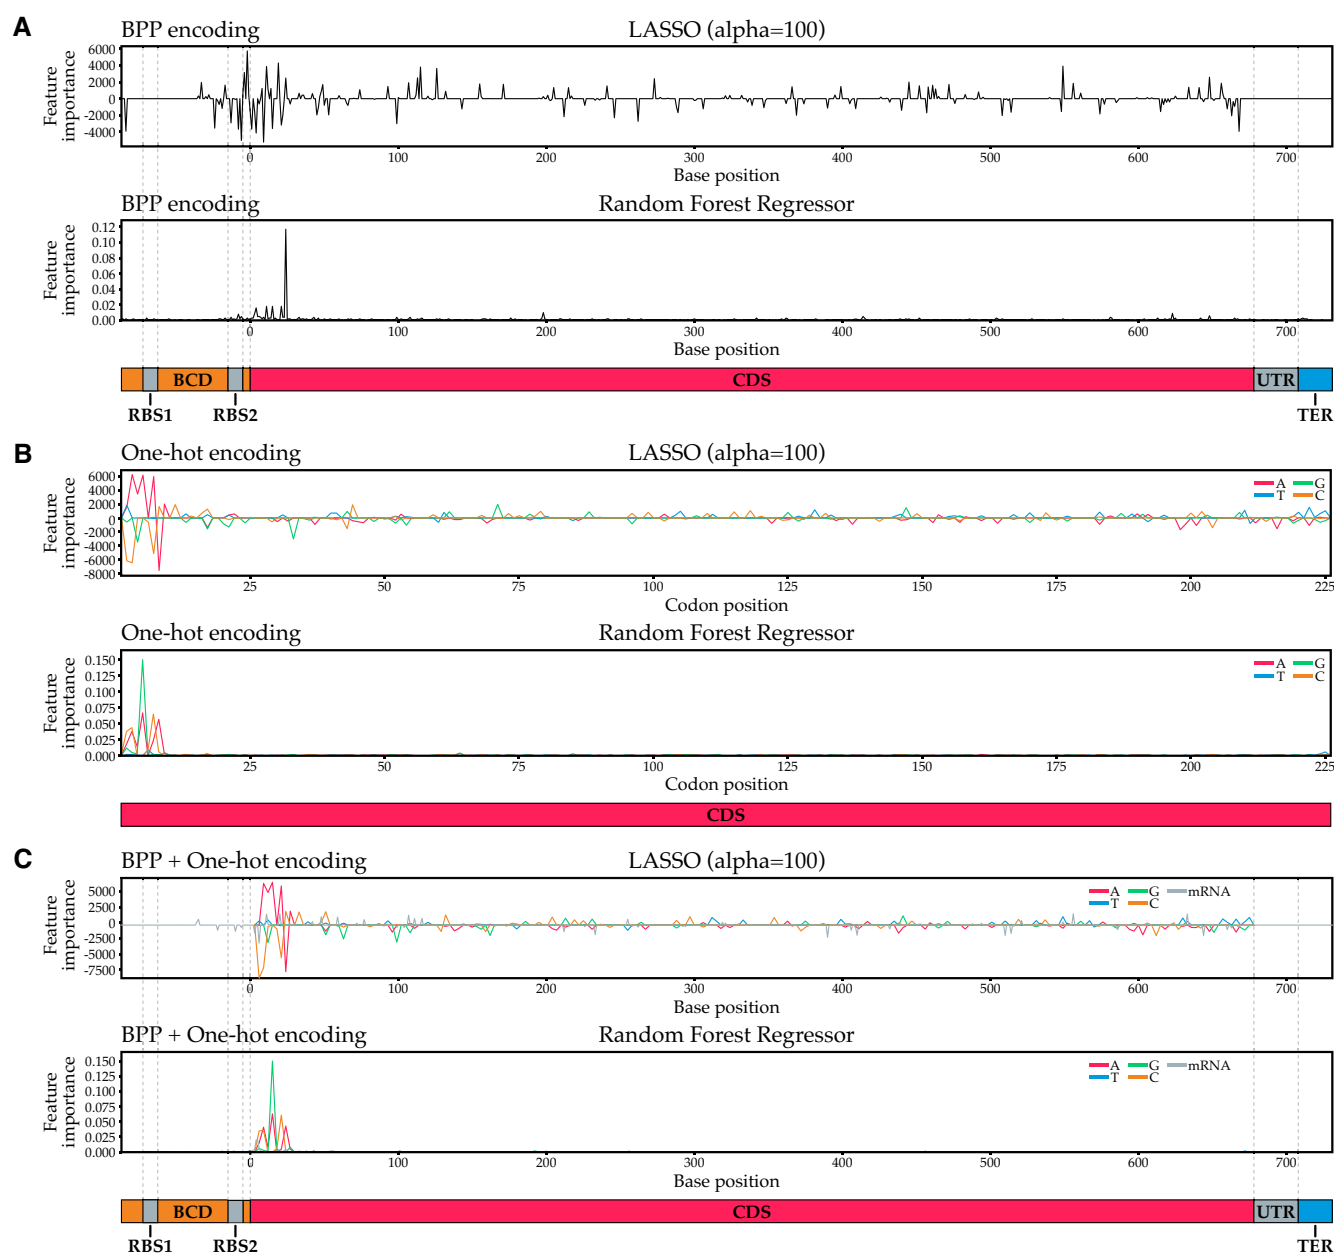 A
BPP encoding LASSO (alpha=100)
Feature importance
6000
4000
2000
0
-2000
-4000
0 100 200 300 400 500 600 700
Base position
BPP encoding Random Forest Regressor
Feature importance
0.12
0.10
0.08
0.06
0.04
0.02
0.00
0 100 200 300 400 500 600 700
Base position
BCD CDS UTR
RBS1 RBS2 TER
B
One-hot encoding LASSO (alpha=100)
Feature importance
6000
4000
2000
0
-2000
-4000
-6000
-8000
A G
T C
25 50 75 100 125 150 175 200 225
Codon position
One-hot encoding Random Forest Regressor
Feature importance
0.150
0.125
0.100
0.075
0.050
0.025
0.000
A G
T C
25 50 75 100 125 150 175 200 225
Codon position
CDS
C
BPP + One-hot encoding LASSO (alpha=100)
Feature importance
5000
2500
0
-2500
-5000
-7500
A G mRNA
T C
0 100 200 300 400 500 600 700
Base position
BPP + One-hot encoding Random Forest Regressor
Feature importance
0.150
0.125
0.100
0.075
0.050
0.025
0.000
A G mRNA
T C
0 100 200 300 400 500 600 700
Base position
BCD CDS UTR
RBS1 RBS2 TER